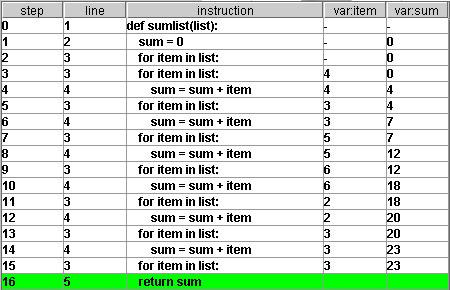 step line instruction var:item var:sum
0 1 def sumlist(list): - -
1 2 sum = 0 - 0
2 3 for item in list: - 0
3 3 for item in list: 4 0
4 4 sum = sum + item 4 4
5 3 for item in list: 3 4
6 4 sum = sum + item 3 7
7 3 for item in list: 5 7
8 4 sum = sum + item 5 12
9 3 for item in list: 6 12
10 4 sum = sum + item 6 18
11 3 for item in list: 2 18
12 4 sum = sum + item 2 20
13 3 for item in list: 3 20
14 4 sum = sum + item 3 23
15 3 for item in list: 3 23
16 5 return sum